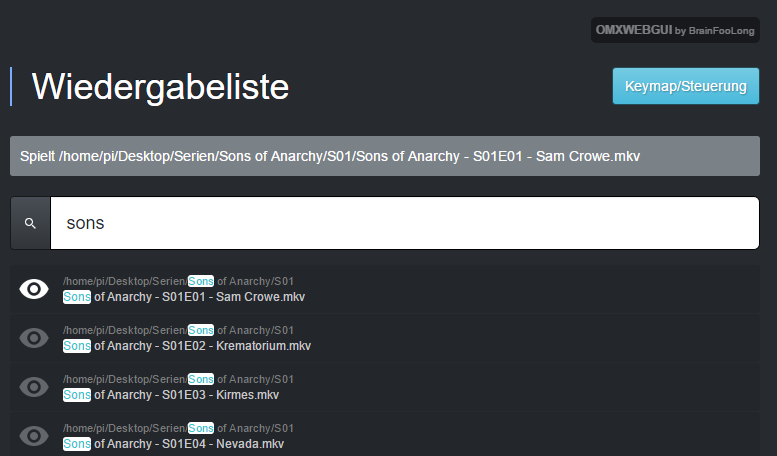 OMXWEBGUI by BrainFooLong
Wiedergabeliste
Keymap/Steuerung
Spielt /home/pi/Desktop/Serien/Sons of Anarchy/S01/Sons of Anarchy - S01E01 - Sam Crowe.mkv
sons
/home/pi/Desktop/Serien/Sons of Anarchy/S01
Sons of Anarchy - S01E01 - Sam Crowe.mkv
/home/pi/Desktop/Serien/Sons of Anarchy/S01
Sons of Anarchy - S01E02 - Krematorium.mkv
/home/pi/Desktop/Serien/Sons of Anarchy/S01
Sons of Anarchy - S01E03 - Kirmes.mkv
/home/pi/Desktop/Serien/Sons of Anarchy/S01
Sons of Anarchy - S01E04 - Nevada.mkv